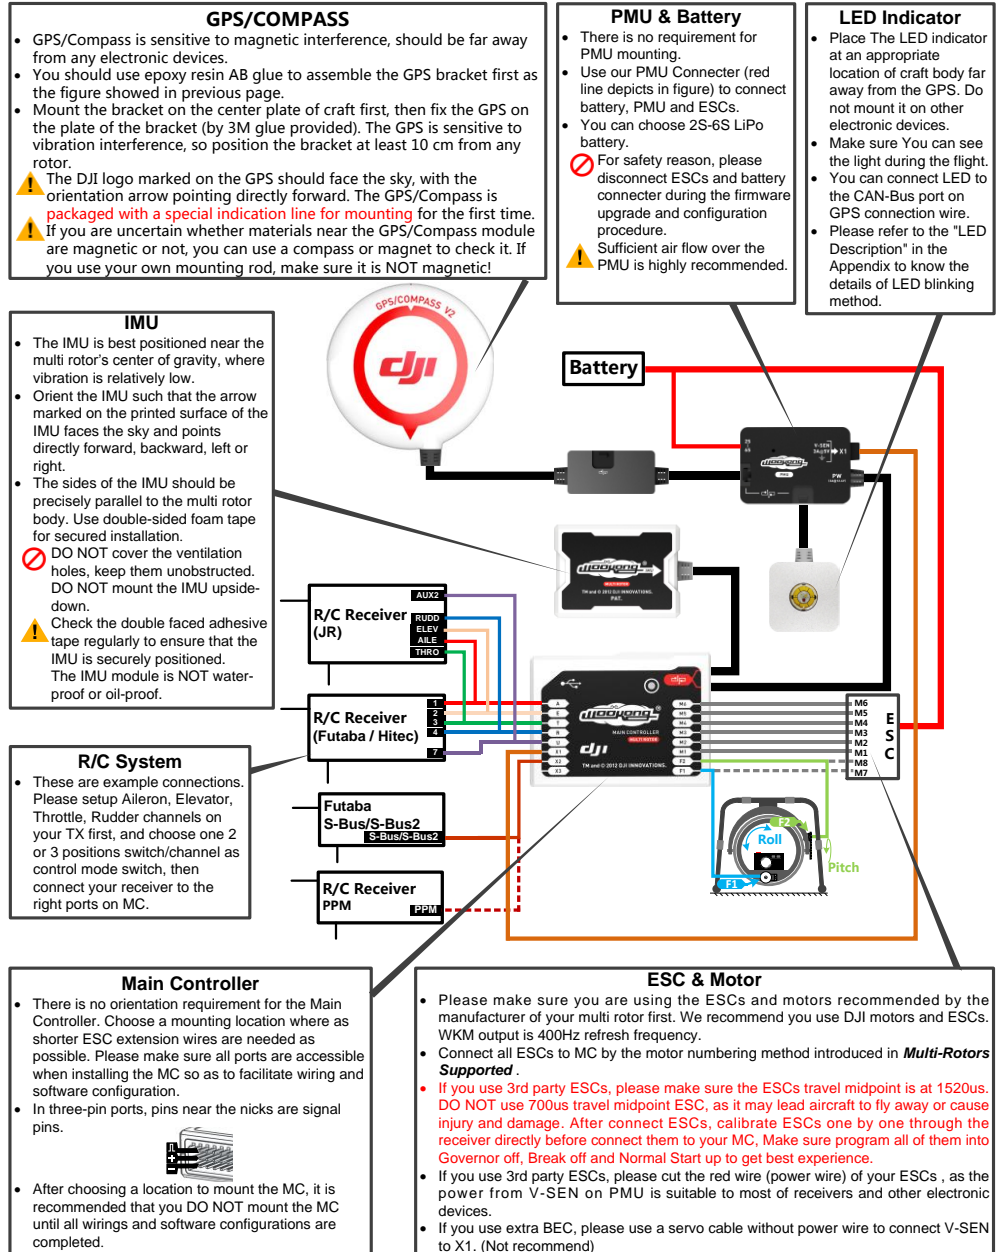 GPS/COMPASS
• GPS/Compass is sensitive to magnetic interference, should be far away
from any electronic devices.
• You should use epoxy resin AB glue to assemble the GPS bracket first as
the figure showed in previous page.
• Mount the bracket on the center plate of craft first, then fix the GPS on
the plate of the bracket (by 3M glue provided). The GPS is sensitive to
vibration interference, so position the bracket at least 10 cm from any
rotor.
The DJI logo marked on the GPS should face the sky, with the
orientation arrow pointing directly forward. The GPS/Compass is
packaged with a special indication line for mounting for the first time.
If you are uncertain whether materials near the GPS/Compass module
are magnetic or not, you can use a compass or magnet to check it. If
you use your own mounting rod, make sure it is NOT magnetic!
PMU & Battery
• There is no requirement for
PMU mounting.
• Use our PMU Connecter (red
line depicts in figure) to connect
battery, PMU and ESCs.
• You can choose 2S-6S LiPo
battery.
For safety reason, please
disconnect ESCs and battery
connecter during the firmware
upgrade and configuration
procedure.
Sufficient air flow over the
PMU is highly recommended.
LED Indicator
• Place The LED indicator
at an appropriate
location of craft body far
away from the GPS. Do
not mount it on other
electronic devices.
• Make sure You can see
the light during the flight.
• You can connect LED to
the CAN-Bus port on
GPS connection wire.
• Please refer to the "LED
Description" in the
Appendix to know the
details of LED blinking
method.
IMU
• The IMU is best positioned near the
multi rotor's center of gravity, where
vibration is relatively low.
• Orient the IMU such that the arrow
marked on the printed surface of the
IMU faces the sky and points
directly forward, backward, left or
right.
• The sides of the IMU should be
precisely parallel to the multi rotor
body. Use double-sided foam tape
for secured installation.
DO NOT cover the ventilation
holes, keep them unobstructed.
DO NOT mount the IMU upside-
down.
Check the double faced adhesive
tape regularly to ensure that the
IMU is securely positioned.
The IMU module is NOT water-
proof or oil-proof.
GPS/COMPASS V2
dji
Battery
V-SEN
3A@5V
X1
PW
wookong
PMU
wookong
MULTI ROTOR
TM and © 2012 DJI INNOVATIONS.
PAT.
R/C Receiver
(JR)
AUX2
RUDD
ELEV
AILE
THRO
R/C Receiver
(Futaba / Hitec)
1
2
3
4
7
Futaba
S-Bus/S-Bus2
S-Bus/S-Bus2
R/C Receiver
PPM
PPM
A
E
T
R
U
X1
X2
X3
wookong
MAIN CONTROLLER
MULTI ROTOR
dji
TM and © 2012 DJI INNOVATIONS.
M6
M5
M4
M3
M2
M1
F2
F1
M6
M5
M4
M3
M2
M1
M8
M7
E
S
C
F2
Roll
Pitch
F1
R/C System
• These are example connections.
Please setup Aileron, Elevator,
Throttle, Rudder channels on
your TX first, and choose one 2
or 3 positions switch/channel as
control mode switch, then
connect your receiver to the
right ports on MC.
Main Controller
• There is no orientation requirement for the Main
Controller. Choose a mounting location where as
shorter ESC extension wires are needed as
possible. Please make sure all ports are accessible
when installing the MC so as to facilitate wiring and
software configuration.
• In three-pin ports, pins near the nicks are signal
pins.
• After choosing a location to mount the MC, it is
recommended that you DO NOT mount the MC
until all wirings and software configurations are
completed.
ESC & Motor
• Please make sure you are using the ESCs and motors recommended by the
manufacturer of your multi rotor first. We recommend you use DJI motors and ESCs.
WKM output is 400Hz refresh frequency.
• Connect all ESCs to MC by the motor numbering method introduced in Multi-Rotors
Supported .
• If you use 3rd party ESCs, please make sure the ESCs travel midpoint is at 1520us.
DO NOT use 700us travel midpoint ESC, as it may lead aircraft to fly away or cause
injury and damage. After connect ESCs, calibrate ESCs one by one through the
receiver directly before connect them to your MC, Make sure program all of them into
Governor off, Break off and Normal Start up to get best experience.
• If you use 3rd party ESCs, please cut the red wire (power wire) of your ESCs , as the
power from V-SEN on PMU is suitable to most of receivers and other electronic
devices.
• If you use extra BEC, please use a servo cable without power wire to connect V-SEN
to X1. (Not recommend)